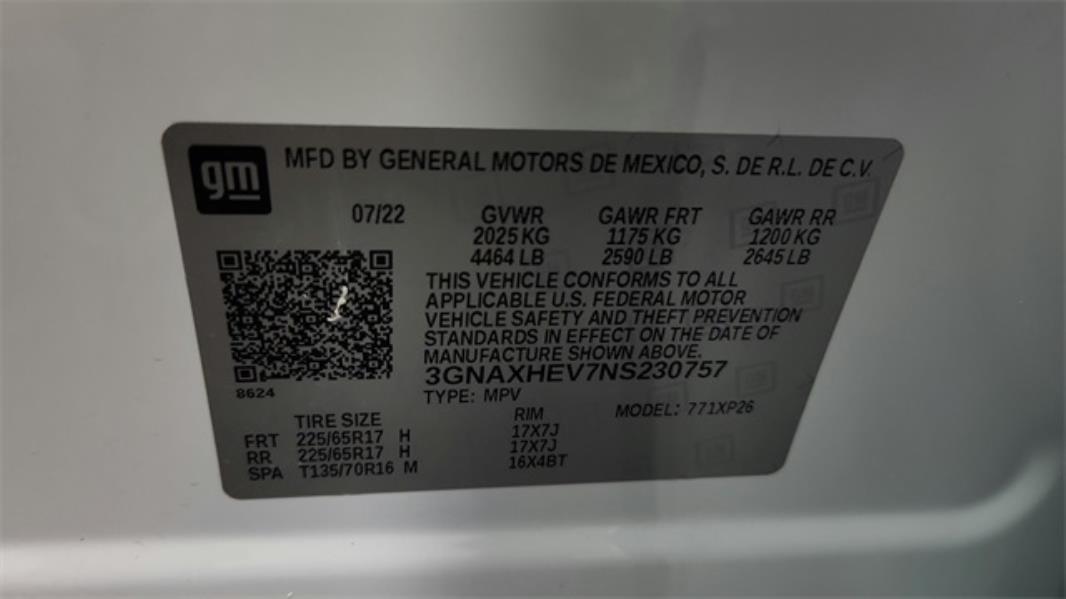 gm
MFD BY GENERAL MOTORS DE MEXICO, S. DE R.L. DE C.V.
07/22 GVWR GAWR FRT GAWR RR
2025 KG 1175 KG 1200 KG
4464 LB 2590 LB 2645 LB
THIS VEHICLE CONFORMS TO ALL
APPLICABLE U.S. FEDERAL MOTOR
VEHICLE SAFETY AND THEFT PREVENTION
STANDARDS IN EFFECT ON THE DATE OF
MANUFACTURE SHOWN ABOVE.
3GNAXHEV7NS230757
8624
TYPE: MPV MODEL: 771XP26
TIRE SIZE RIM
FRT 225/65R17 H 17X7J
RR 225/65R17 H 17X7J
SPA T135/70R16 M 16X4BT